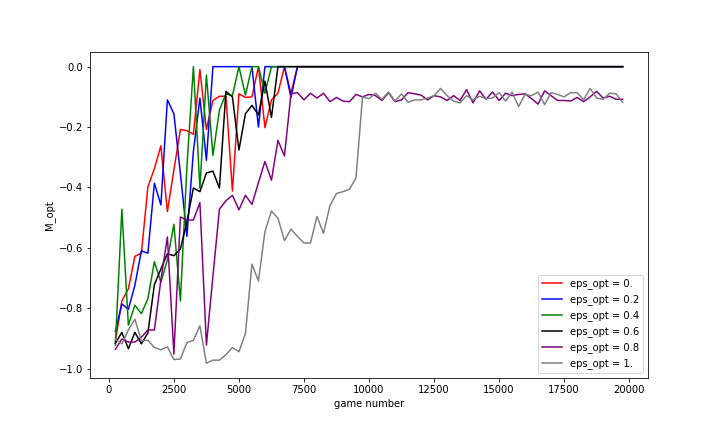 0.0
−0.2
−0.4
−0.6
−0.8
−1.0
M_opt
0
2500
5000
7500
10000
12500
15000
17500
20000
game number
eps_opt = 0.
eps_opt = 0.2
eps_opt = 0.4
eps_opt = 0.6
eps_opt = 0.8
eps_opt = 1.